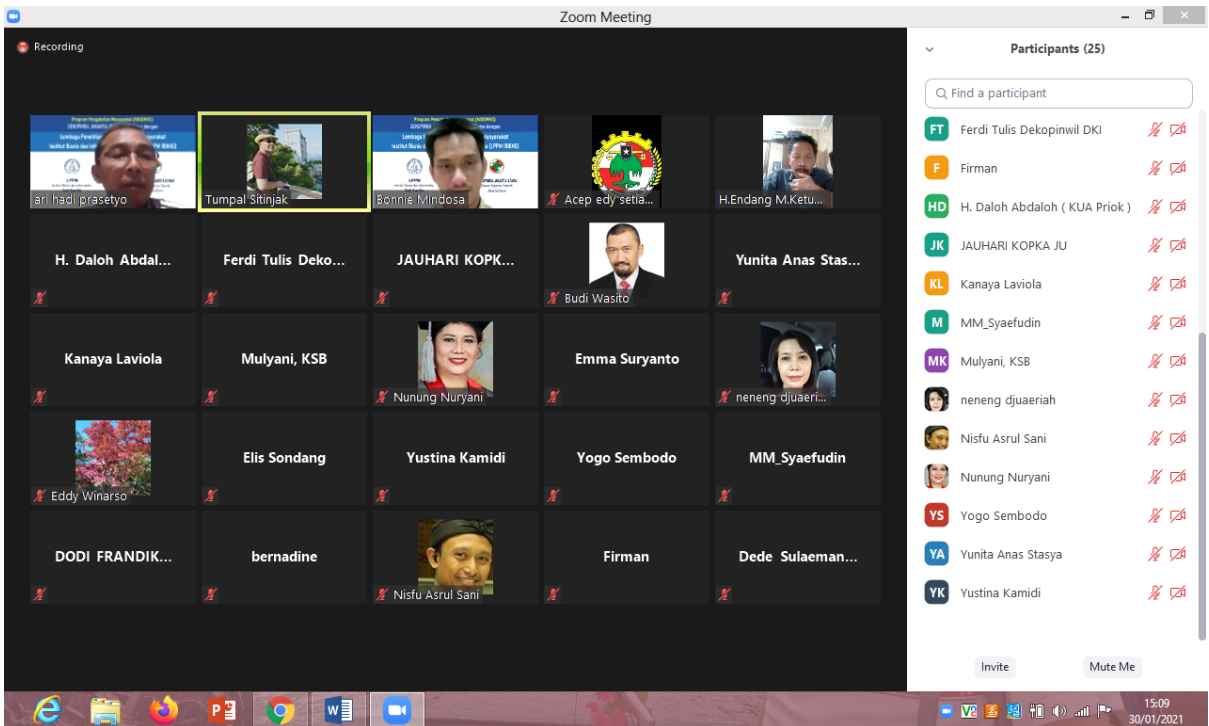 Zoom Meeting
Recording
Participants (25)
Find a participant
Program Pengabdian Masyarakat (ABDIMAS)
ari hadi prasetyo
Tumpal Sitinjak
Bonnie Mindosa
Acep edy setia...
H.Endang M.Ketu...
H. Daloh Abdal...
Ferdi Tulis Deko...
JAUHARI KOPK...
Budi Wasito
Yunita Anas Stas...
Kanaya Laviola
Mulyani, KSB
Nunung Nuryani
Emma Suryanto
neneng djuaeri...
Eddy Winarso
Elis Sondang
Yustina Kamidi
Yogo Sembodo
MM_Syaefudin
DODI FRANDIK...
bernadine
Nisfu Asrul Sani
Firman
Dede Sulaeman...
FT Ferdi Tulis Dekopinwil DKI
F Firman
HD H. Daloh Abdaloh ( KUA Priok )
JK JAUHARI KOPKA JU
KL Kanaya Laviola
M MM_Syaefudin
MK Mulyani, KSB
neneng djuaeriah
Nisfu Asrul Sani
Nunung Nuryani
YS Yogo Sembodo
YA Yunita Anas Stasya
YK Yustina Kamidi
Invite
Mute Me
15:09
30/01/2021